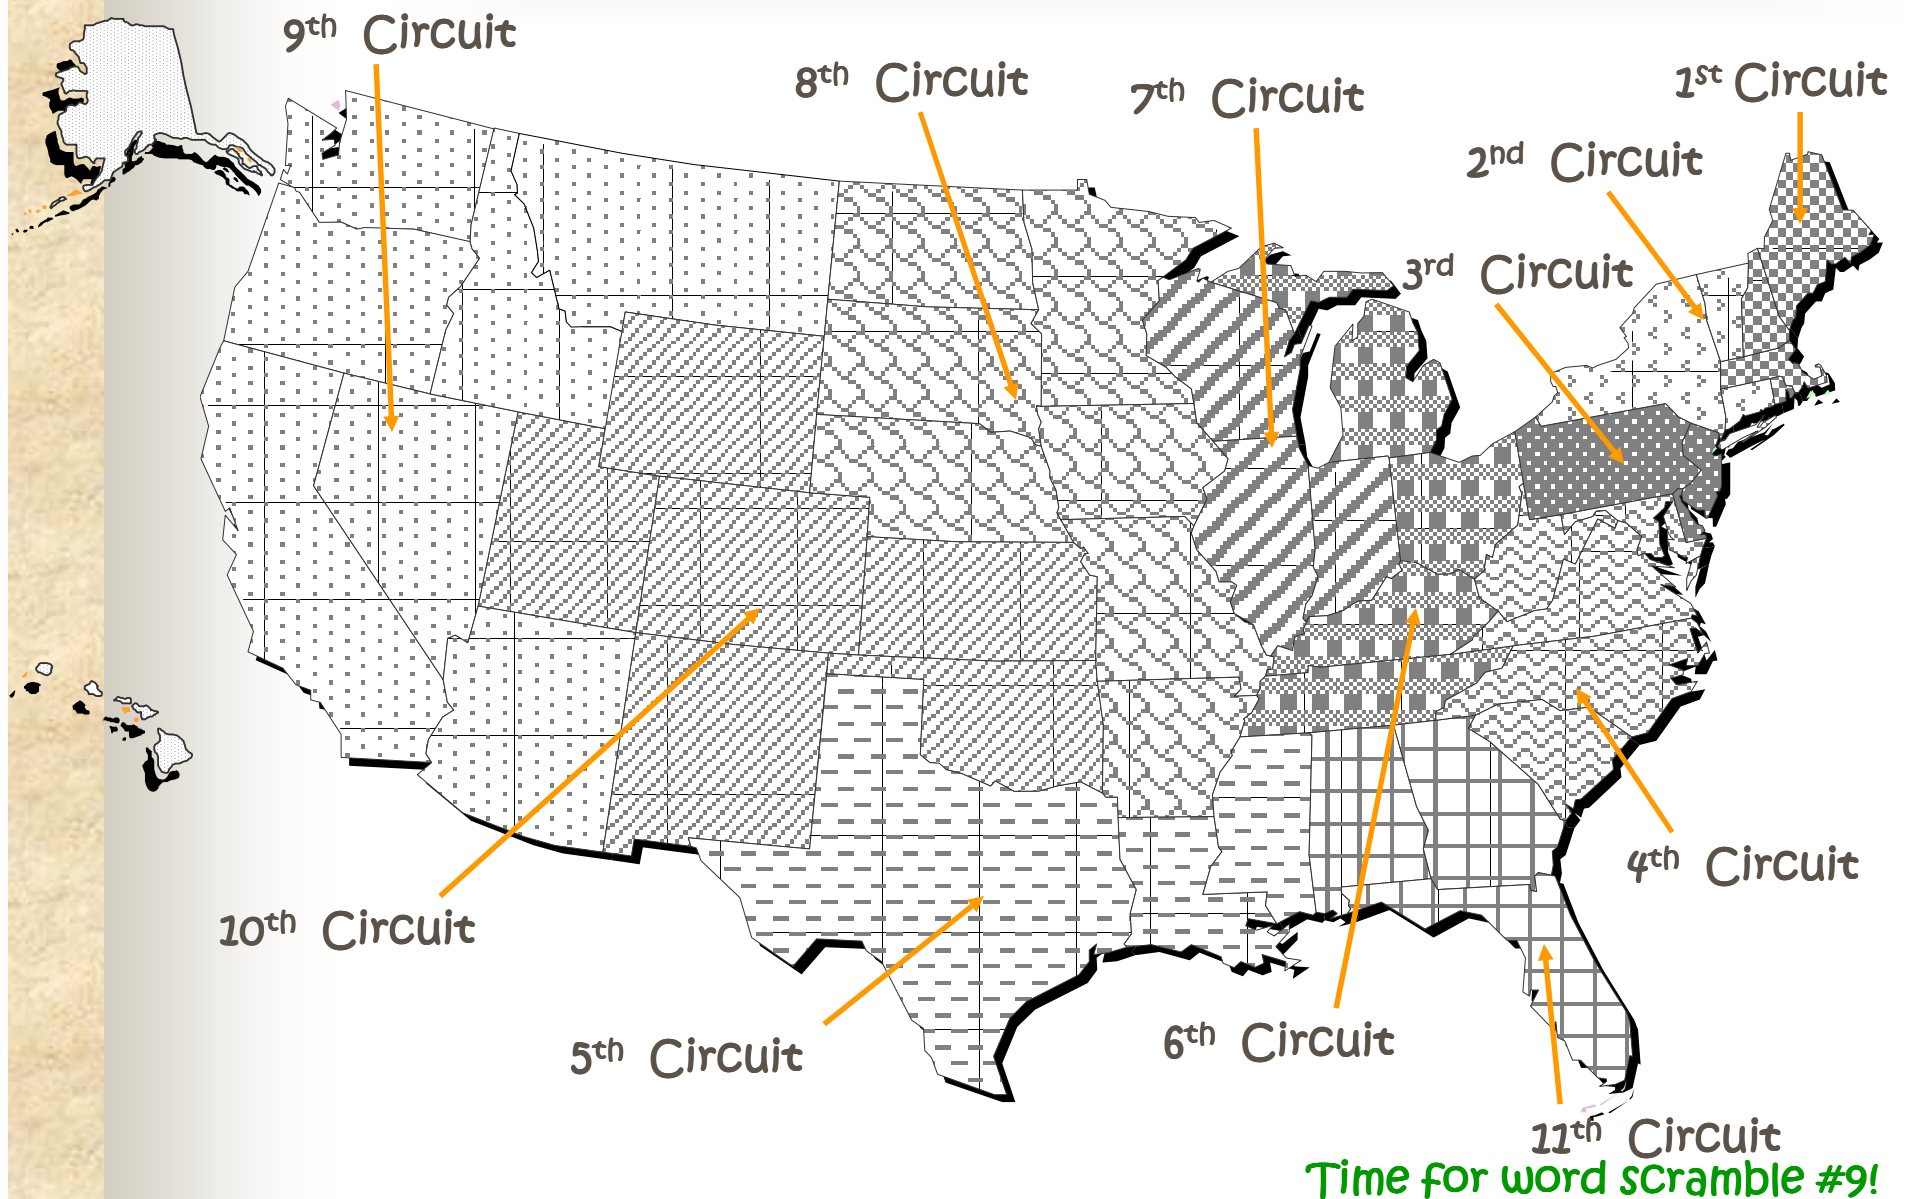 9th Circuit
8th Circuit
7th Circuit
1st Circuit
2nd Circuit
3rd Circuit
4th Circuit
10th Circuit
5th Circuit
6th Circuit
11th Circuit
Time for word scramble #9!